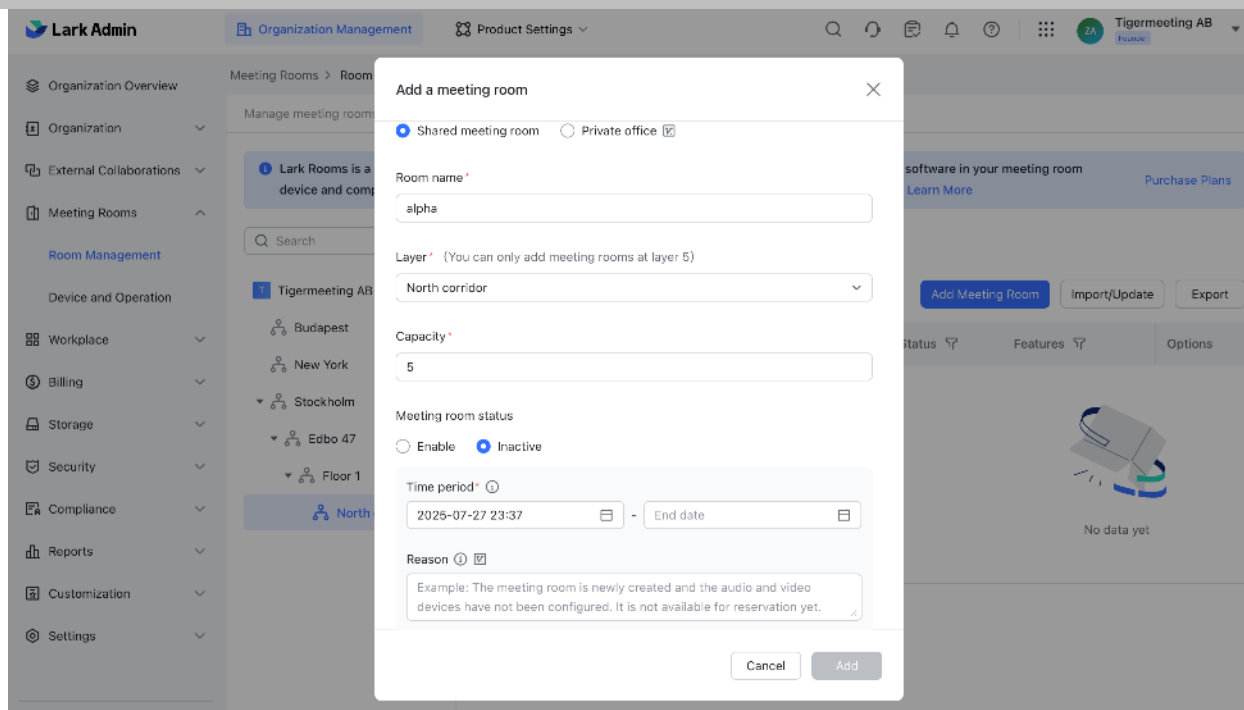 Lark Admin
Organization Management
Product Settings
ZA
Tigermeeting AB
Founder
Organization Overview
Organization
External Collaborations
Meeting Rooms
Room Management
Device and Operation
Workplace
Billing
Storage
Security
Compliance
Reports
Customization
Settings
Meeting Rooms > Room
Manage meeting rooms
Lark Rooms is a
device and comp
software in your meeting room
Learn More
Purchase Plans
Search
T Tigermeeting AB
Budapest
New York
Stockholm
Edbo 47
Floor 1
North
Add Meeting Room
Import/Update
Export
Status
Features
Options
No data yet
Add a meeting room
Shared meeting room
Private office
Room name*
alpha
Layer* (You can only add meeting rooms at layer 5)
North corridor
Capacity*
5
Meeting room status
Enable
Inactive
Time period*
2025-07-27 23:37 - End date
Reason
Example: The meeting room is newly created and the audio and video
devices have not been configured. It is not available for reservation yet.
Cancel
Add